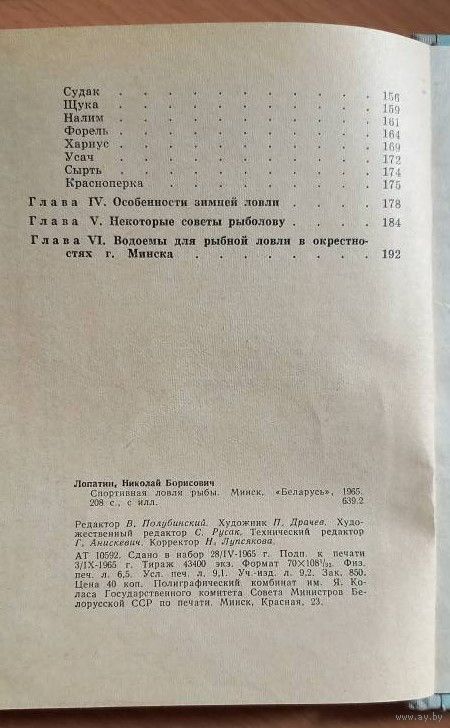 Судак . . . . . . . . . . . 156
Щука . . . . . . . . . . . 159
Налим . . . . . . . . . . . 161
Форель . . . . . . . . . . . 164
Хариус . . . . . . . . . . . 169
Усач . . . . . . . . . . . 172
Сырть . . . . . . . . . . . 174
Красноперка . . . . . . . . . 175
Глава IV. Особенности зимней ловли . . . . 178
Глава V. Некоторые советы рыболову . . . . 184
Глава VI. Водоемы для рыбной ловли в окрестно-
стях г. Минска . . . . . . . . 192
Лопатин, Николай Борисович
Спортивная ловля рыбы. Минск, «Беларусь», 1965.
208 с., с илл. 639.2
Редактор В. Полубинский. Художник П. Драчев. Худо-
жественный редактор С. Русак. Технический редактор
Г. Анискевич. Корректор Н. Лупсякова.
АТ 10592. Сдано в набор 28/IV-1965 г. Подп. к печати
3/IX-1965 г. Тираж 43400 экз. Формат 70×108¹/₃₂. Физ.
печ. л. 6,5. Усл. печ. л. 9,1. Уч.-изд. л. 9,2. Зак. 850.
Цена 40 коп. Полиграфический комбинат им. Я. Ко-
ласа Государственного комитета Совета Министров Бе-
лорусской ССР по печати. Минск, Красная, 23.
www.ay.by